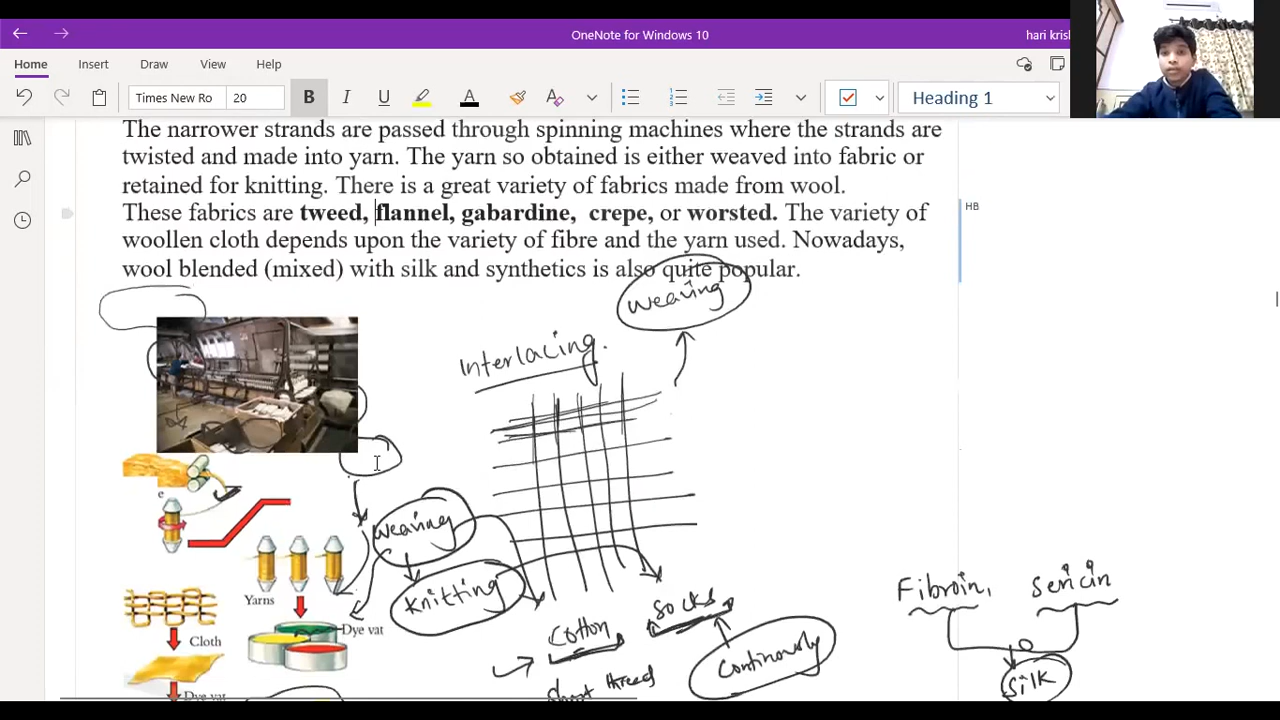 OneNote for Windows 10
hari krish
Home Insert Draw View Help
Times New Ro 20 B I U A Heading 1
The narrower strands are passed through spinning machines where the strands are
twisted and made into yarn. The yarn so obtained is either weaved into fabric or
retained for knitting. There is a great variety of fabrics made from wool.
These fabrics are tweed, flannel, gabardine, crepe, or worsted. The variety of
woollen cloth depends upon the variety of fibre and the yarn used. Nowadays,
wool blended (mixed) with silk and synthetics is also quite popular.
HB
weaving
Interlacing.
e
weaving
Knitting
Yarns
Dye vat
Cloth
Dye vat
Cotton
socks
Continously
short thread
Fibroin, Sericin
Silk